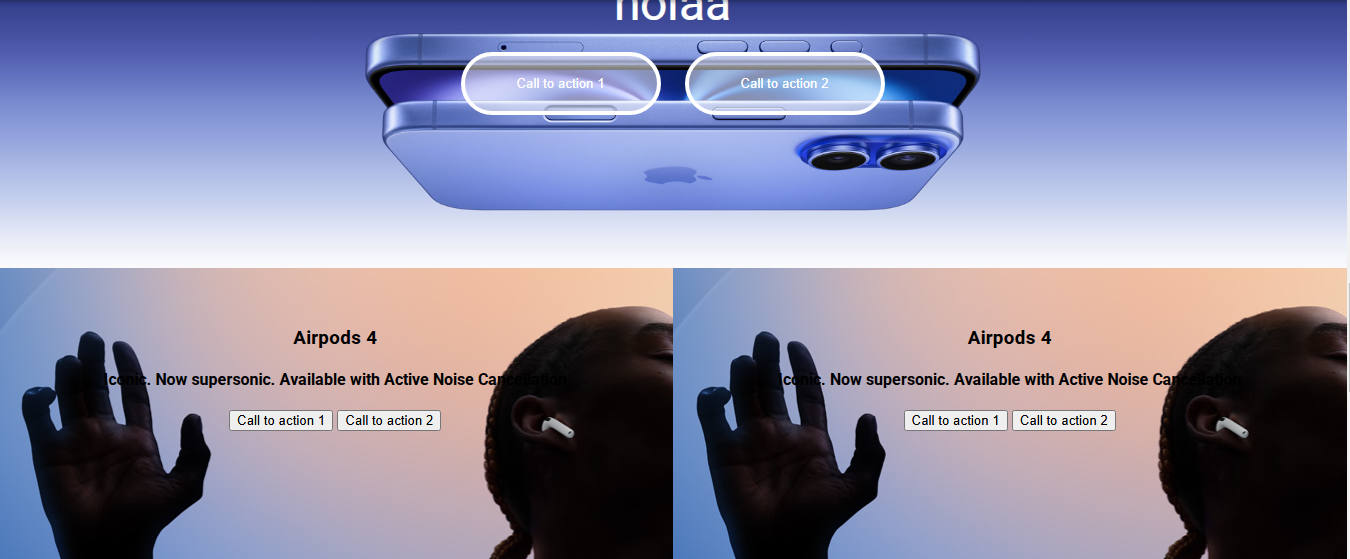 holaa
Call to action 1 Call to action 2
Airpods 4 Airpods 4
Iconic. Now supersonic. Available with Active Noise Cancellation Iconic. Now supersonic. Available with Active Noise Cancellation
Call to action 1 Call to action 2 Call to action 1 Call to action 2